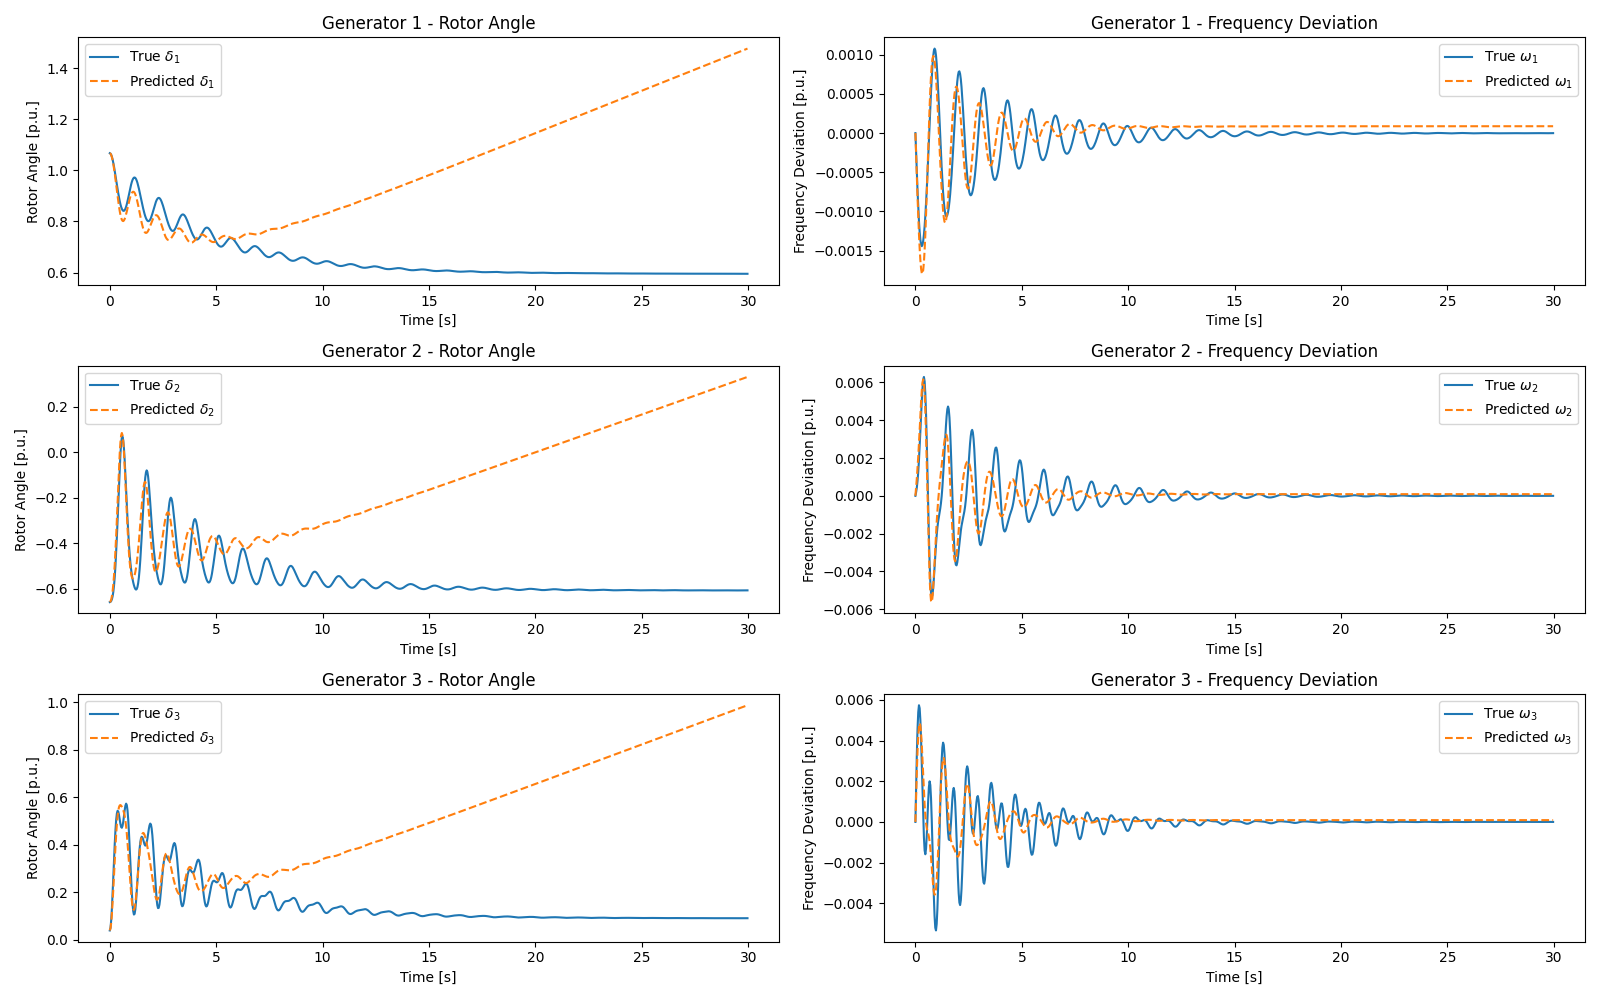 Generator 1 - Rotor Angle
True δ₁
Predicted δ₁
Rotor Angle [p.u.]
1.4
1.2
1.0
0.8
0.6
0 5 10 15 20 25 30
Time [s]
Generator 1 - Frequency Deviation
True ω₁
Predicted ω₁
Frequency Deviation [p.u.]
0.0010
0.0005
0.0000
−0.0005
−0.0010
−0.0015
0 5 10 15 20 25 30
Time [s]
Generator 2 - Rotor Angle
True δ₂
Predicted δ₂
Rotor Angle [p.u.]
0.2
0.0
−0.2
−0.4
−0.6
0 5 10 15 20 25 30
Time [s]
Generator 2 - Frequency Deviation
True ω₂
Predicted ω₂
Frequency Deviation [p.u.]
0.006
0.004
0.002
0.000
−0.002
−0.004
−0.006
0 5 10 15 20 25 30
Time [s]
Generator 3 - Rotor Angle
True δ₃
Predicted δ₃
Rotor Angle [p.u.]
1.0
0.8
0.6
0.4
0.2
0.0
0 5 10 15 20 25 30
Time [s]
Generator 3 - Frequency Deviation
True ω₃
Predicted ω₃
Frequency Deviation [p.u.]
0.006
0.004
0.002
0.000
−0.002
−0.004
0 5 10 15 20 25 30
Time [s]